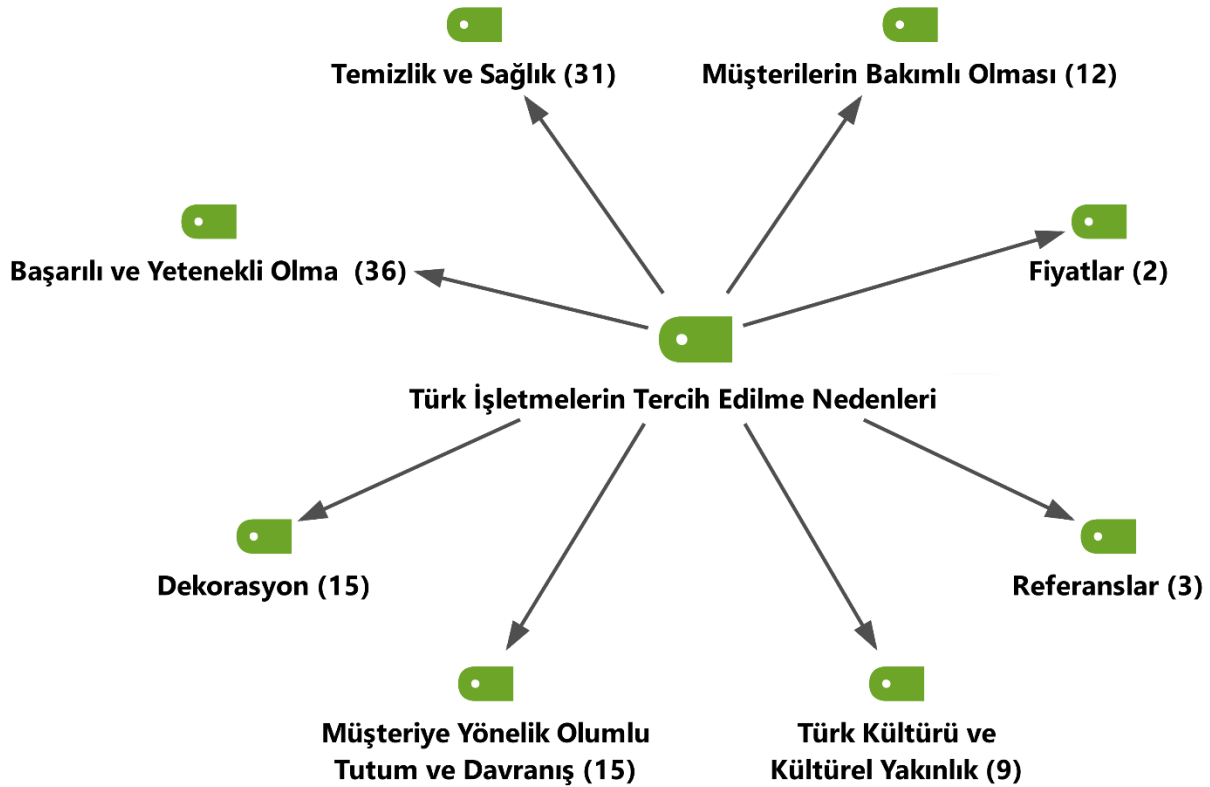 Temizlik ve Sağlık (31)
Müşterilerin Bakımlı Olması (12)
Başarılı ve Yetenekli Olma  (36)
Fiyatlar (2)
Türk İşletmelerin Tercih Edilme Nedenleri
Dekorasyon (15)
Referanslar (3)
Müşteriye Yönelik Olumlu
Tutum ve Davranış (15)
Türk Kültürü ve
Kültürel Yakınlık (9)